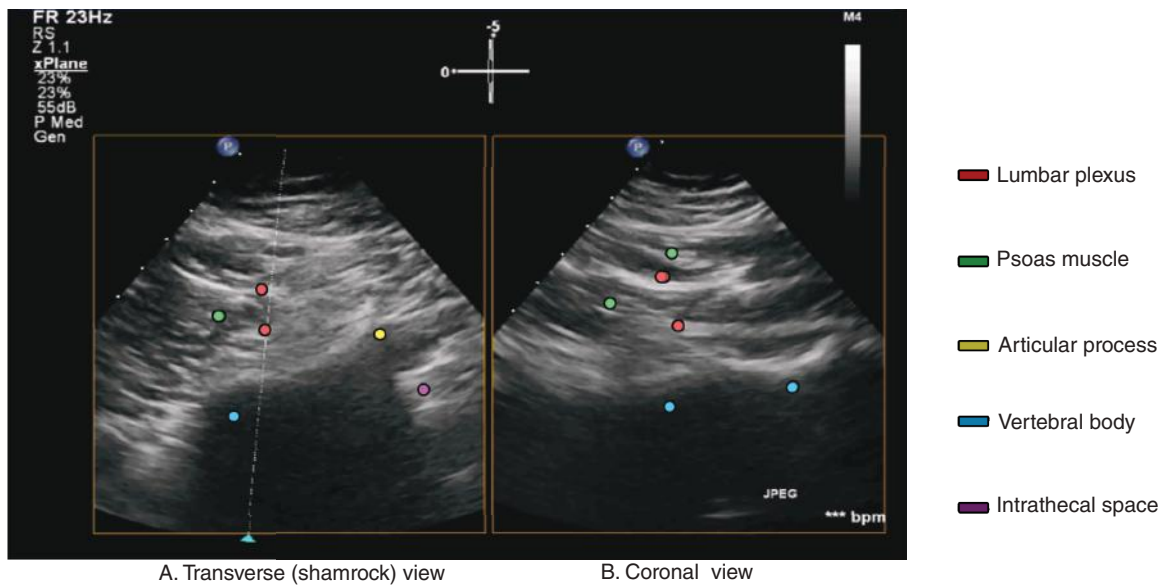 FR 23Hz
RS
Z 1.1
xPlane
23%
23%
55dB
P Med
Gen
-5
0
M4
P
P
JPEG
*** bpm
Lumbar plexus
Psoas muscle
Articular process
Vertebral body
Intrathecal space
A. Transverse (shamrock) view
B. Coronal view